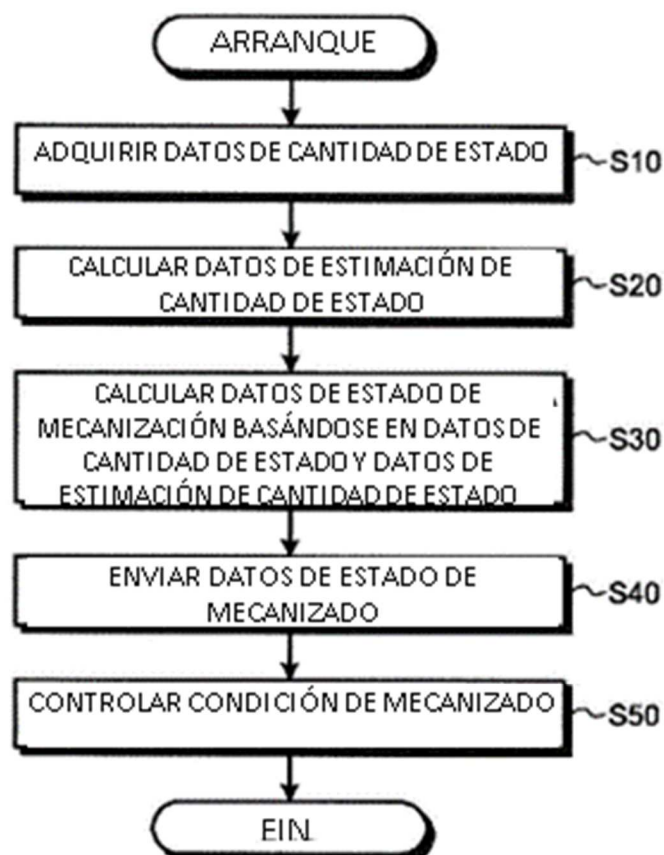 ARRANQUE
ADQUIRIR DATOS DE CANTIDAD DE ESTADO
S10
CALCULAR DATOS DE ESTIMACIÓN DE
CANTIDAD DE ESTADO
S20
CALCULAR DATOS DE ESTADO DE
MECANIZACIÓN BASÁNDOSE EN DATOS DE
CANTIDAD DE ESTADO Y DATOS DE
ESTIMACIÓN DE CANTIDAD DE ESTADO
S30
ENVIAR DATOS DE ESTADO DE
MECANIZADO
S40
CONTROLAR CONDICIÓN DE MECANIZADO
S50
EIN